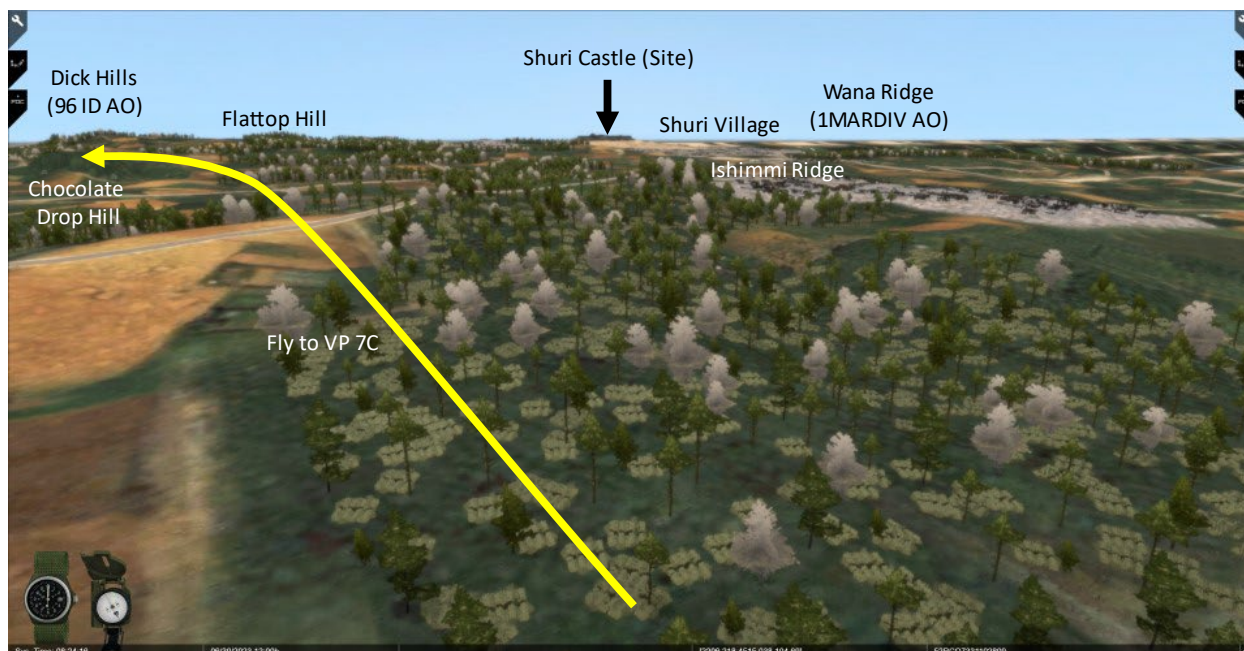 Shuri Castle (Site)
Dick Hills
(96 ID AO)
Flattop Hill
Shuri Village
Wana Ridge
(1MARDIV AO)
Ishimmi Ridge
Chocolate
Drop Hill
Fly to VP 7C